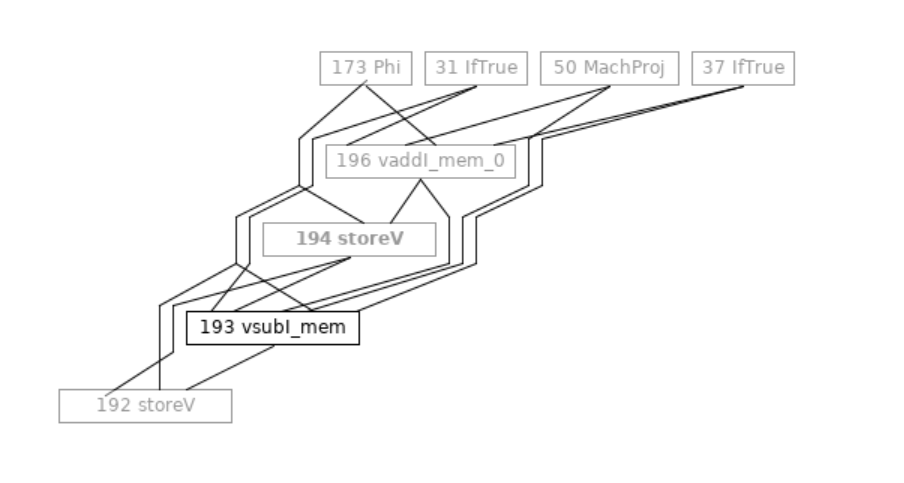 173 Phi
31 IfTrue
50 MachProj
37 IfTrue
196 vaddI_mem_0
194 storeV
193 vsubI_mem
192 storeV